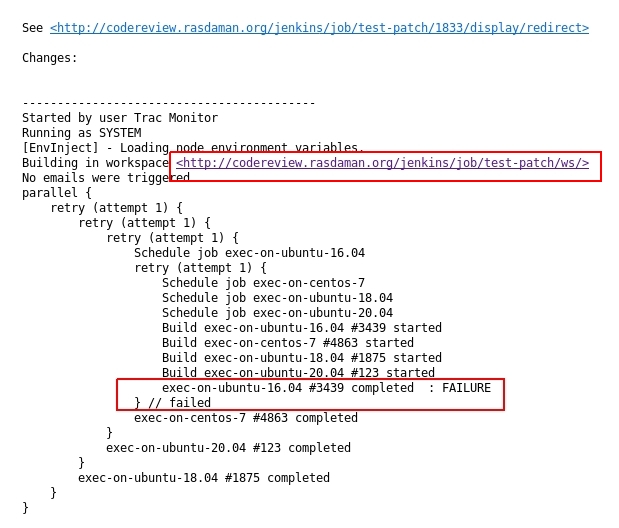 See <http://codereview.rasdaman.org/jenkins/job/test-patch/1833/display/redirect>
Changes:
------------------------------------------
Started by user Trac Monitor
Running as SYSTEM
[EnvInject] - Loading node environment variables.
Building in workspace <http://codereview.rasdaman.org/jenkins/job/test-patch/ws/>
No emails were triggered
parallel {
    retry (attempt 1) {
        retry (attempt 1) {
            retry (attempt 1) {
                Schedule job exec-on-ubuntu-16.04
                retry (attempt 1) {
                    Schedule job exec-on-centos-7
                    Schedule job exec-on-ubuntu-18.04
                    Schedule job exec-on-ubuntu-20.04
                    Build exec-on-ubuntu-16.04 #3439 started
                    Build exec-on-centos-7 #4863 started
                    Build exec-on-ubuntu-18.04 #1875 started
                    Build exec-on-ubuntu-20.04 #123 started
                    exec-on-ubuntu-16.04 #3439 completed  : FAILURE
                } // failed
                exec-on-centos-7 #4863 completed
            }
            exec-on-ubuntu-20.04 #123 completed
        }
        exec-on-ubuntu-18.04 #1875 completed
    }
}